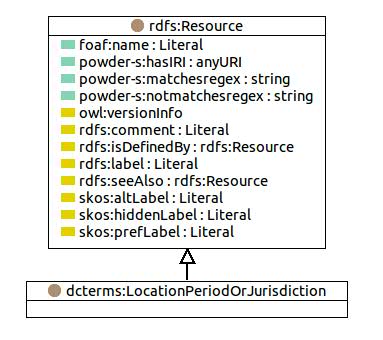 rdfs:Resource
foaf:name : Literal
powder-s:hasIRI : anyURI
powder-s:matchesregex : string
powder-s:notmatchesregex : string
owl:versionInfo
rdfs:comment : Literal
rdfs:isDefinedBy : rdfs:Resource
rdfs:label : Literal
rdfs:seeAlso : rdfs:Resource
skos:altLabel : Literal
skos:hiddenLabel : Literal
skos:prefLabel : Literal
dcterms:LocationPeriodOrJurisdiction